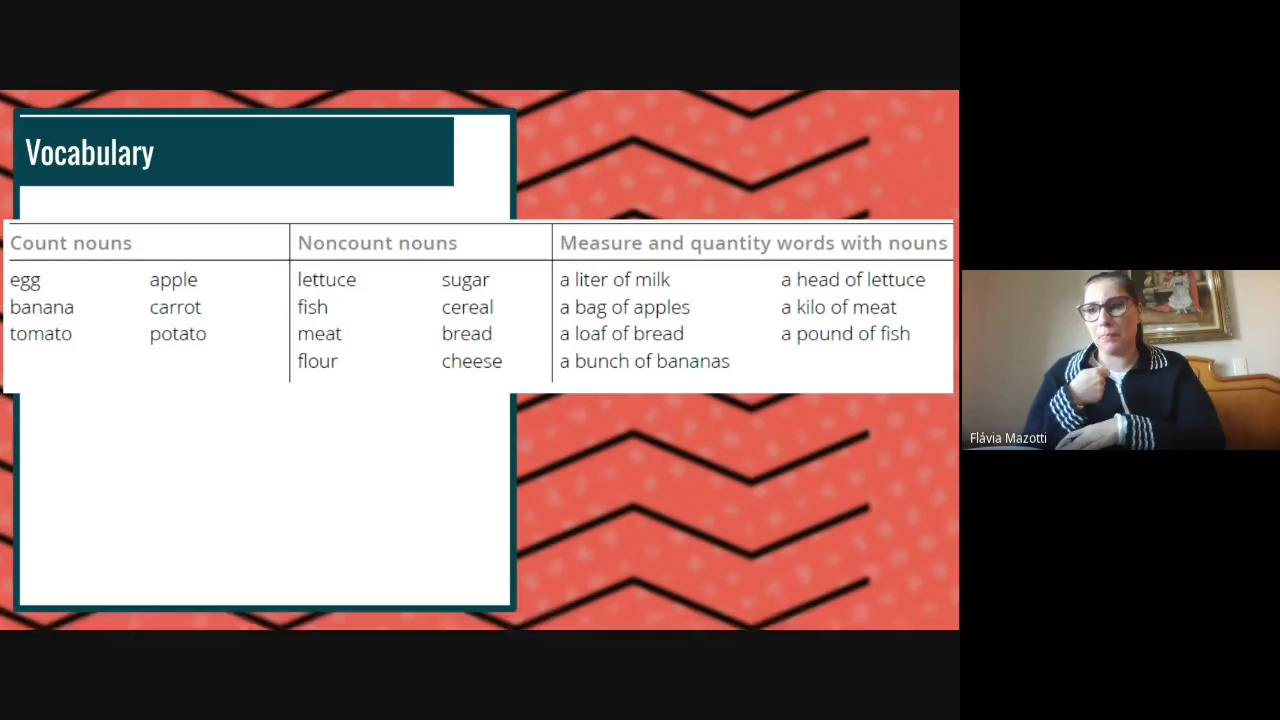 Vocabulary
Count nouns Noncount nouns Measure and quantity words with nouns
egg apple lettuce sugar a liter of milk a head of lettuce
banana carrot fish cereal a bag of apples a kilo of meat
tomato potato meat bread a loaf of bread a pound of fish
flour cheese a bunch of bananas
Flávia Mazotti